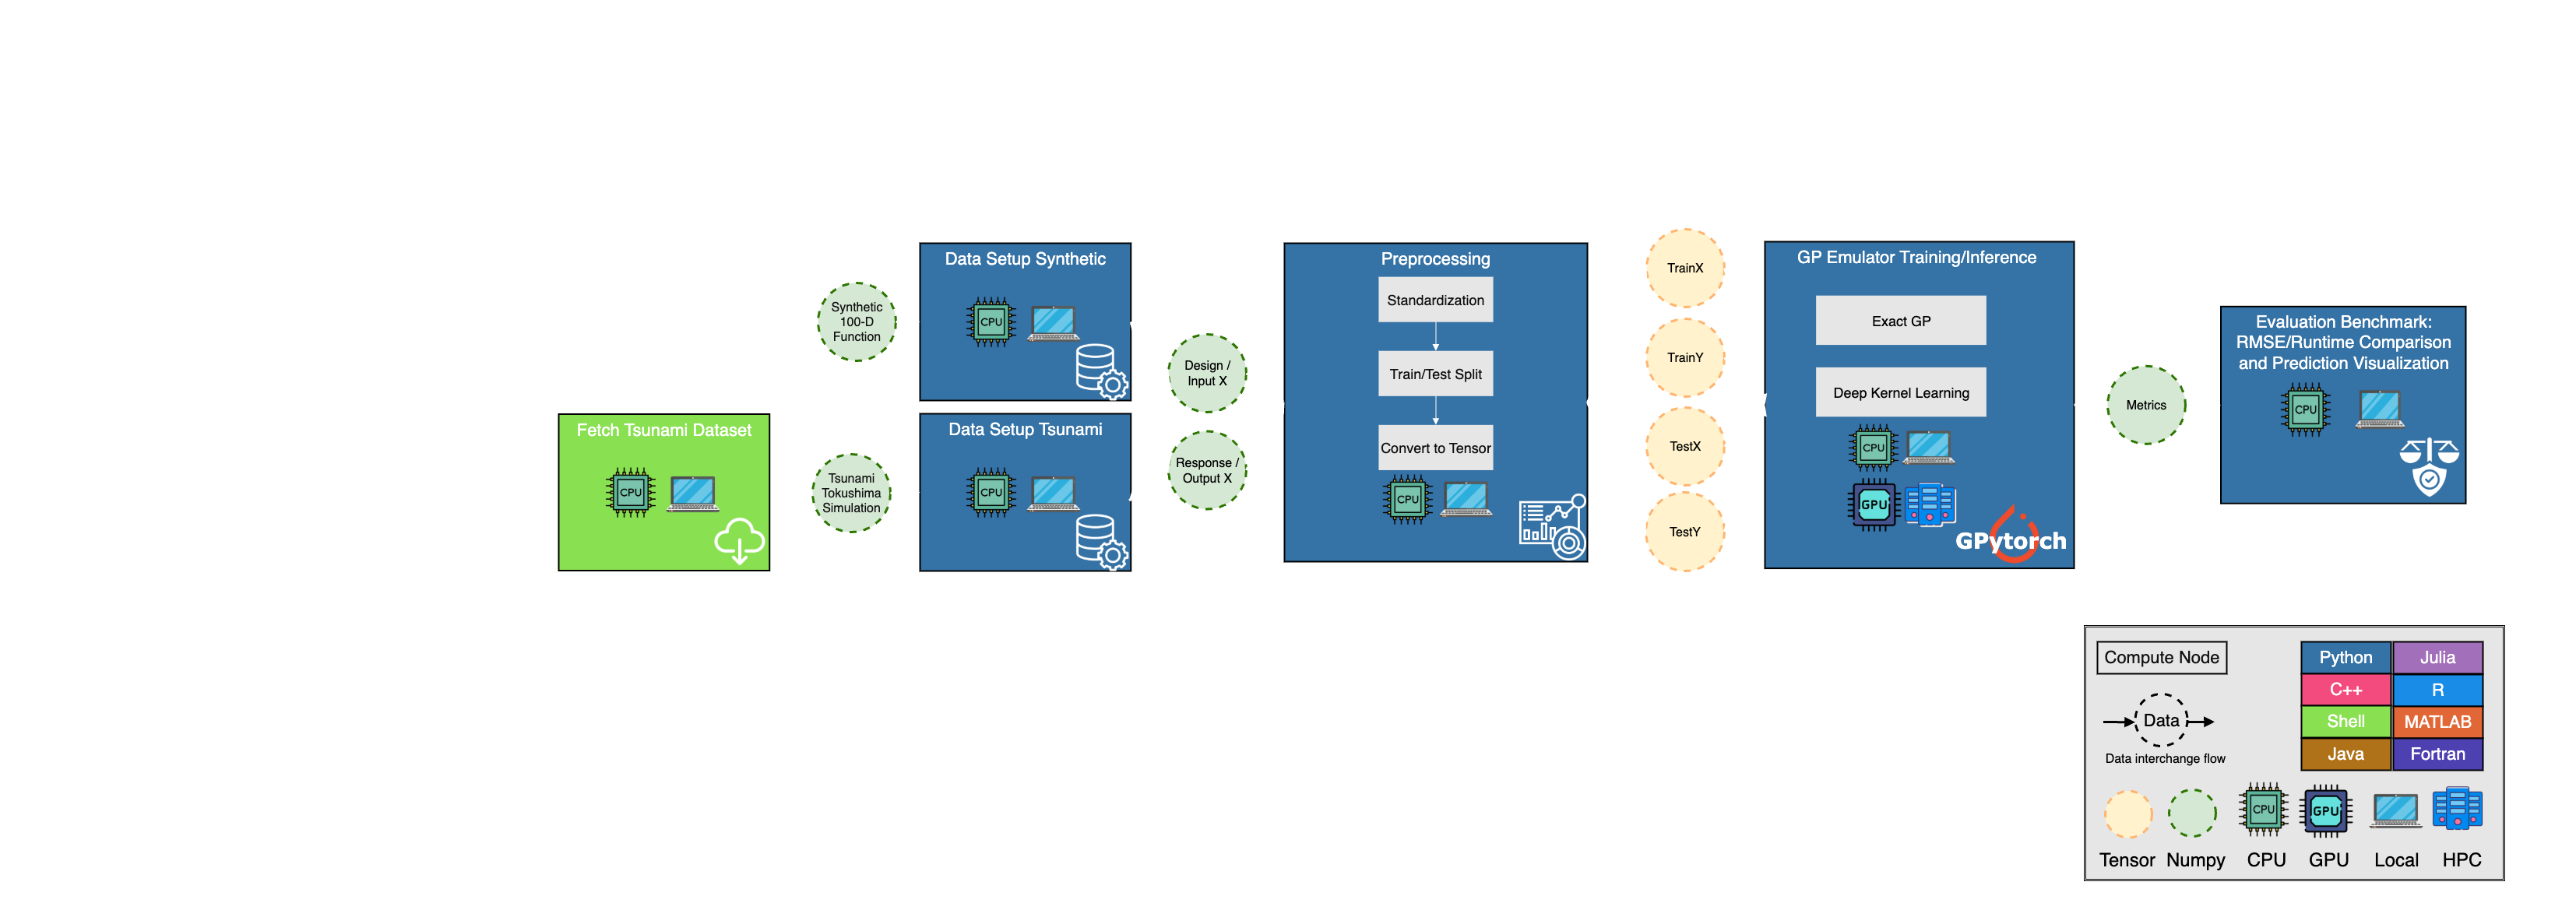 Fetch Tsunami Dataset
CPU
Synthetic
100-D
Function
Tsunami
Tokushima
Simulation
Data Setup Synthetic
CPU
Data Setup Tsunami
CPU
Design /
Input X
Response /
Output X
Preprocessing
Standardization
Train/Test Split
Convert to Tensor
CPU
TrainX
TrainY
TestX
TestY
GP Emulator Training/Inference
Exact GP
Deep Kernel Learning
CPU
GPU
GPytorch
Metrics
Evaluation Benchmark:
RMSE/Runtime Comparison
and Prediction Visualization
CPU
Compute Node
Data
Data interchange flow
Python
Julia
C++
R
Shell
MATLAB
Java
Fortran
CPU
GPU
Tensor
Numpy
CPU
GPU
Local
HPC